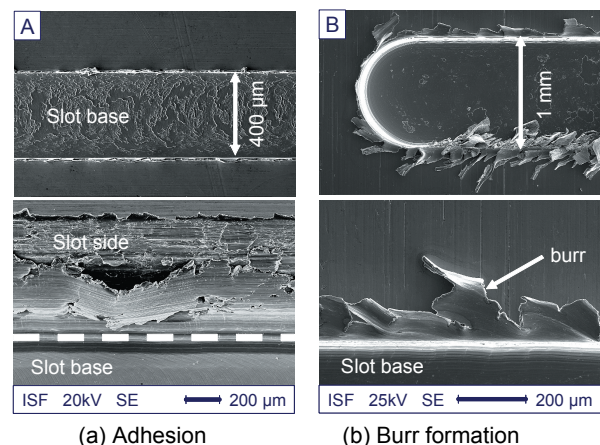 A
Slot base
400 µm
B
1 mm
Slot side
Slot base
burr
Slot base
ISF 20kV SE 200 µm
ISF 25kV SE 200 µm
(a) Adhesion
(b) Burr formation